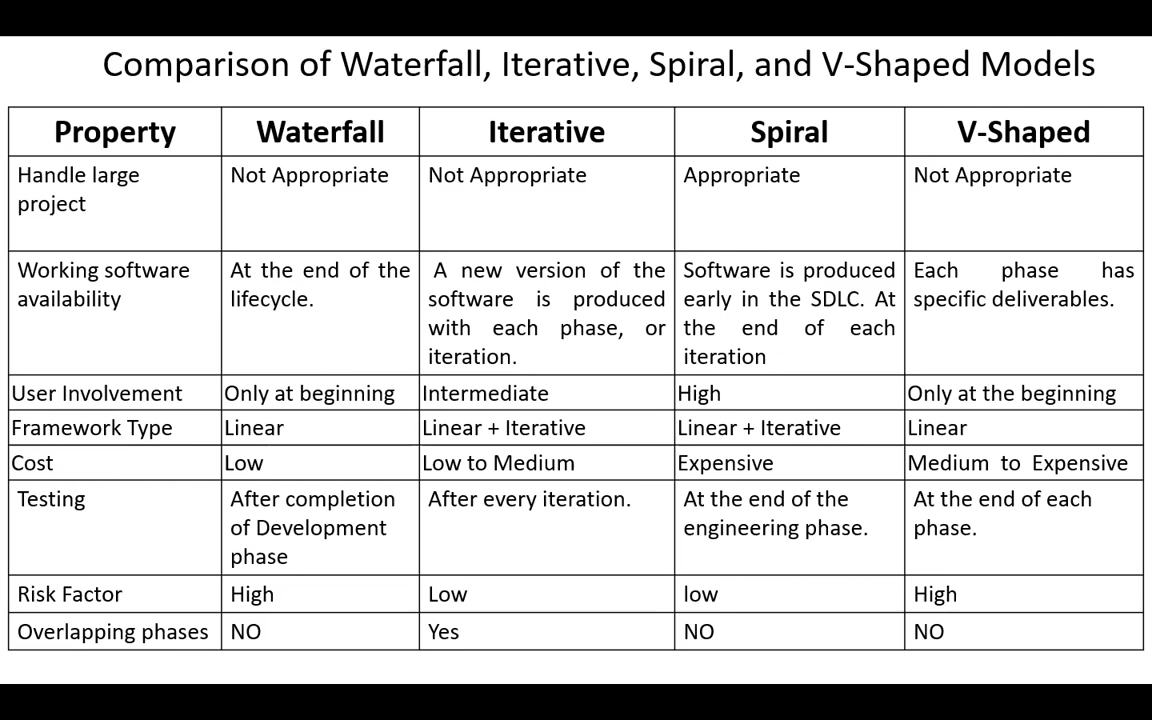 Comparison of Waterfall, Iterative, Spiral, and V-Shaped Models
Property
Waterfall
Iterative
Spiral
V-Shaped
Handle large
project
Not Appropriate
Not Appropriate
Appropriate
Not Appropriate
Working software
availability
At the end of the
lifecycle.
A new version of the
software is produced
with each phase, or
iteration.
Software is produced
early in the SDLC. At
the end of each
iteration
Each phase has
specific deliverables.
User Involvement
Only at beginning
Intermediate
High
Only at the beginning
Framework Type
Linear
Linear + Iterative
Linear + Iterative
Linear
Cost
Low
Low to Medium
Expensive
Medium to Expensive
Testing
After completion
of Development
phase
After every iteration.
At the end of the
engineering phase.
At the end of each
phase.
Risk Factor
High
Low
low
High
Overlapping phases
NO
Yes
NO
NO